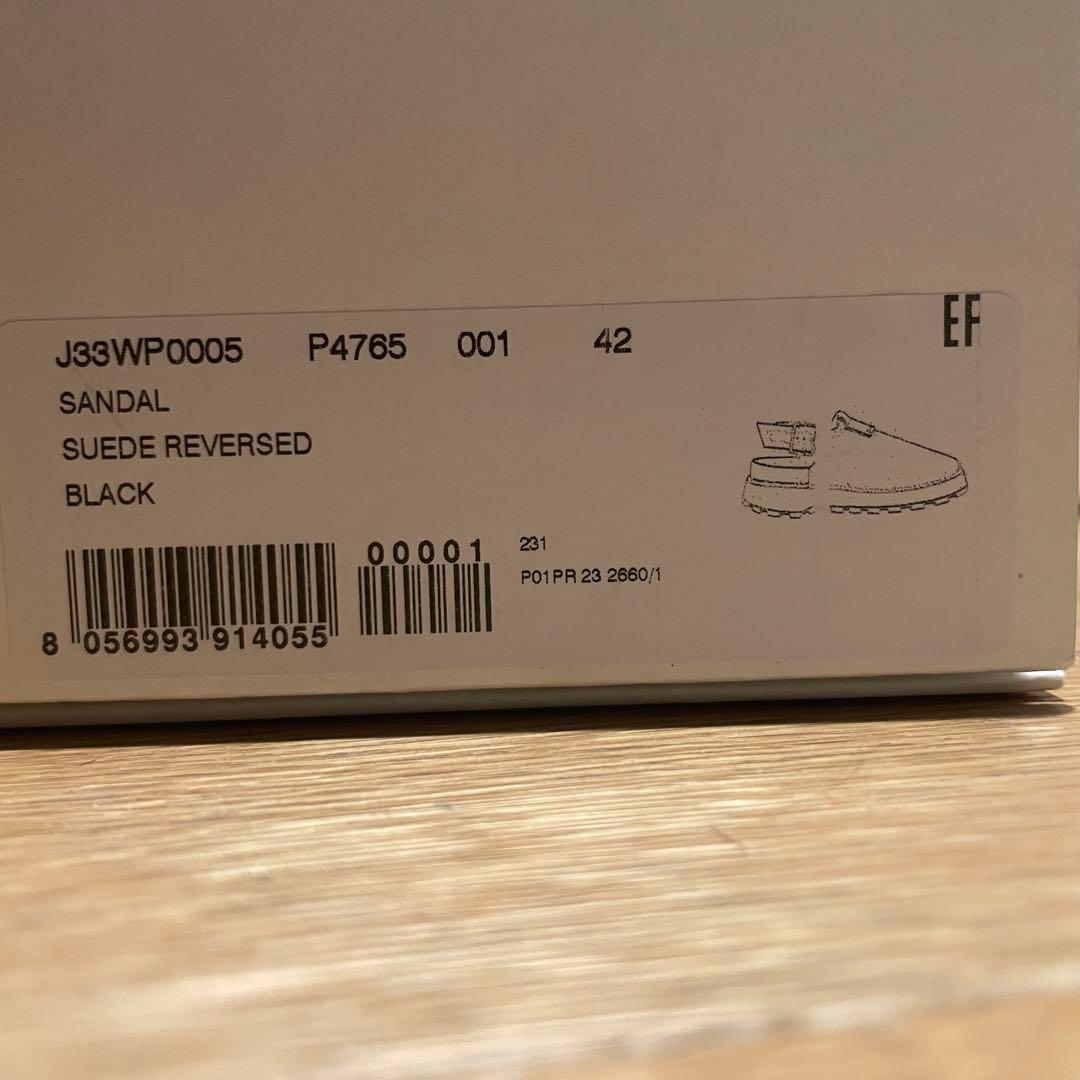 J33WP0005 P4765 001 42
EF
SANDAL
SUEDE REVERSED
BLACK
00001
231
P01PR 23 2660/1
8 056993 914055